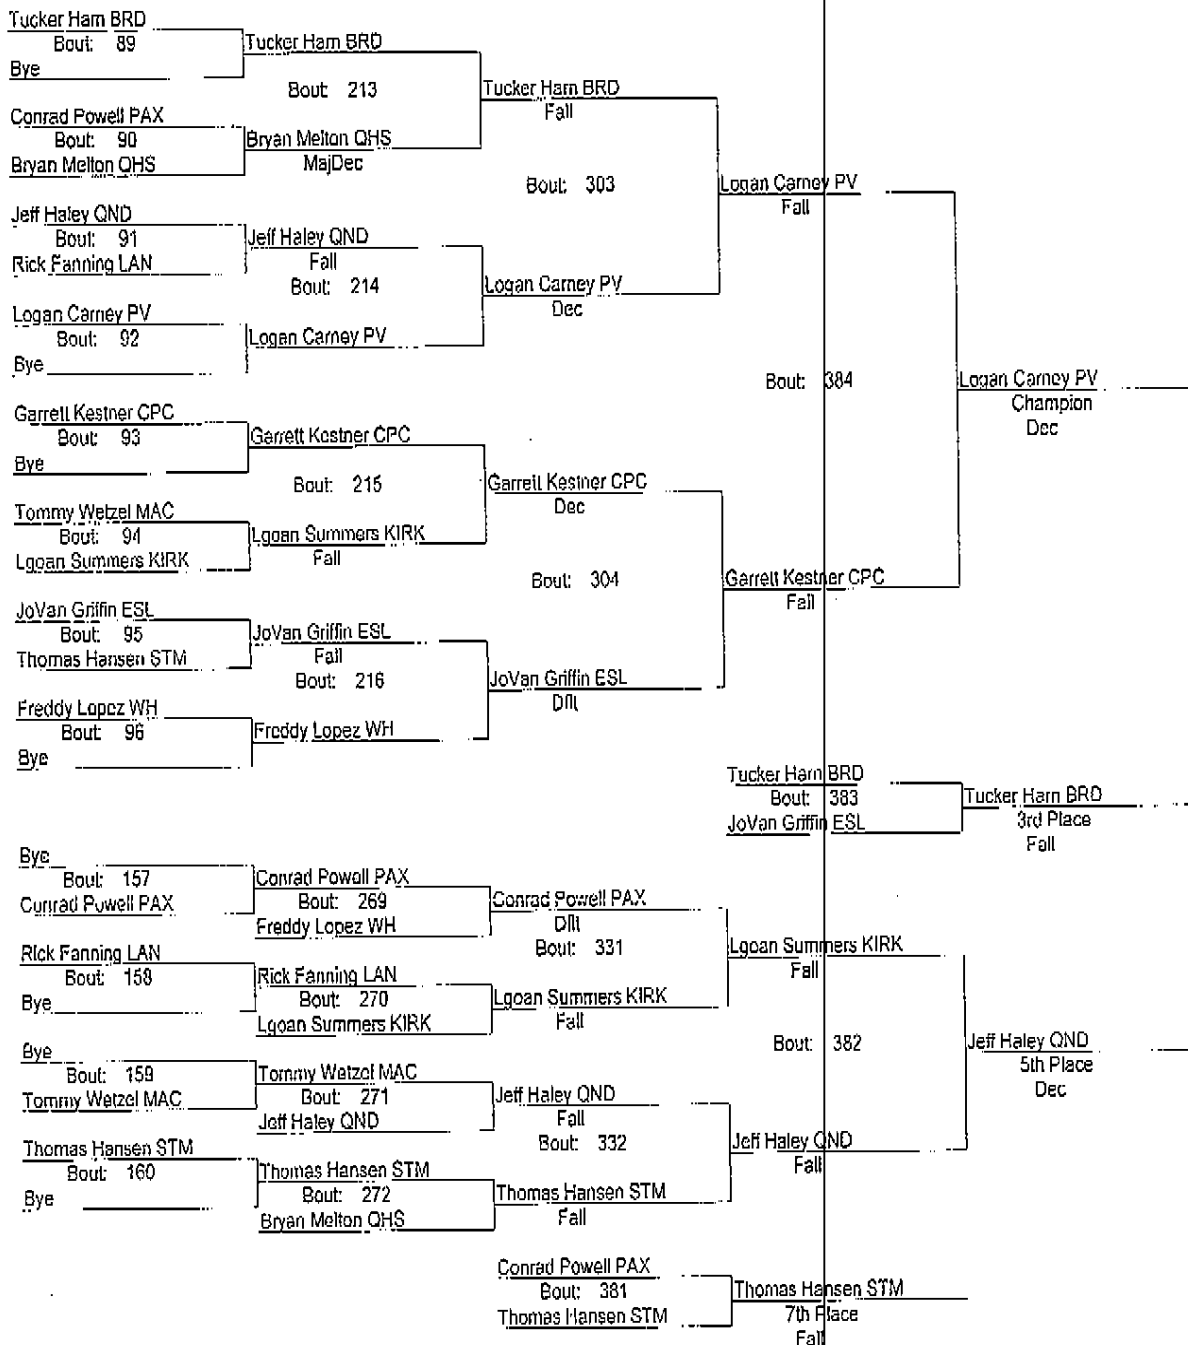 Tucker Harn BRD
Bout: 89
Tucker Harn BRD
Bye
Bout: 213
Tucker Harn BRD
Fall
Conrad Powell PAX
Bout: 90
Bryan Melton QHS
Bryan Melton QHS
MajDec
Bout: 303
Logan Carney PV
Fall
Jeff Haley QND
Bout: 91
Jeff Haley QND
Rick Fanning LAN
Fall
Bout: 214
Logan Carney PV
Dec
Logan Carney PV
Bout: 92
Logan Carney PV
Bye
Bout: 384
Logan Carney PV
Champion
Dec
Garrett Kestner CPC
Bout: 93
Garrett Kestner CPC
Bye
Bout: 215
Garrett Kestner CPC
Dec
Tommy Wetzel MAC
Bout: 94
Lgoan Summers KIRK
Lgoan Summers KIRK
Fall
Bout: 304
Garrett Kestner CPC
Fall
JoVan Griffin ESL
Bout: 95
JoVan Griffin ESL
Thomas Hansen STM
Fall
Bout: 216
JoVan Griffin ESL
Dflt
Freddy Lopez WH
Bout: 96
Freddy Lopez WH
Bye
Tucker Harn BRD
Bout: 383
Tucker Harn BRD
JoVan Griffin ESL
3rd Place
Fall
Bye
Bout: 157
Conrad Powell PAX
Conrad Powell PAX
Bout: 269
Conrad Powell PAX
Freddy Lopez WH
Dflt
Bout: 331
Lgoan Summers KIRK
Fall
Rick Fanning LAN
Bout: 158
Rick Fanning LAN
Bye
Bout: 270
Lgoan Summers KIRK
Lgoan Summers KIRK
Fall
Bout: 382
Jeff Haley QND
5th Place
Dec
Bye
Bout: 159
Tommy Wetzel MAC
Tommy Wetzel MAC
Bout: 271
Jeff Haley QND
Jeff Haley QND
Fall
Bout: 332
Jeff Haley QND
Fall
Thomas Hansen STM
Bout: 160
Thomas Hansen STM
Bye
Bout: 272
Thomas Hansen STM
Bryan Melton QHS
Fall
Conrad Powell PAX
Bout: 381
Thomas Hansen STM
Thomas Hansen STM
7th Place
Fall